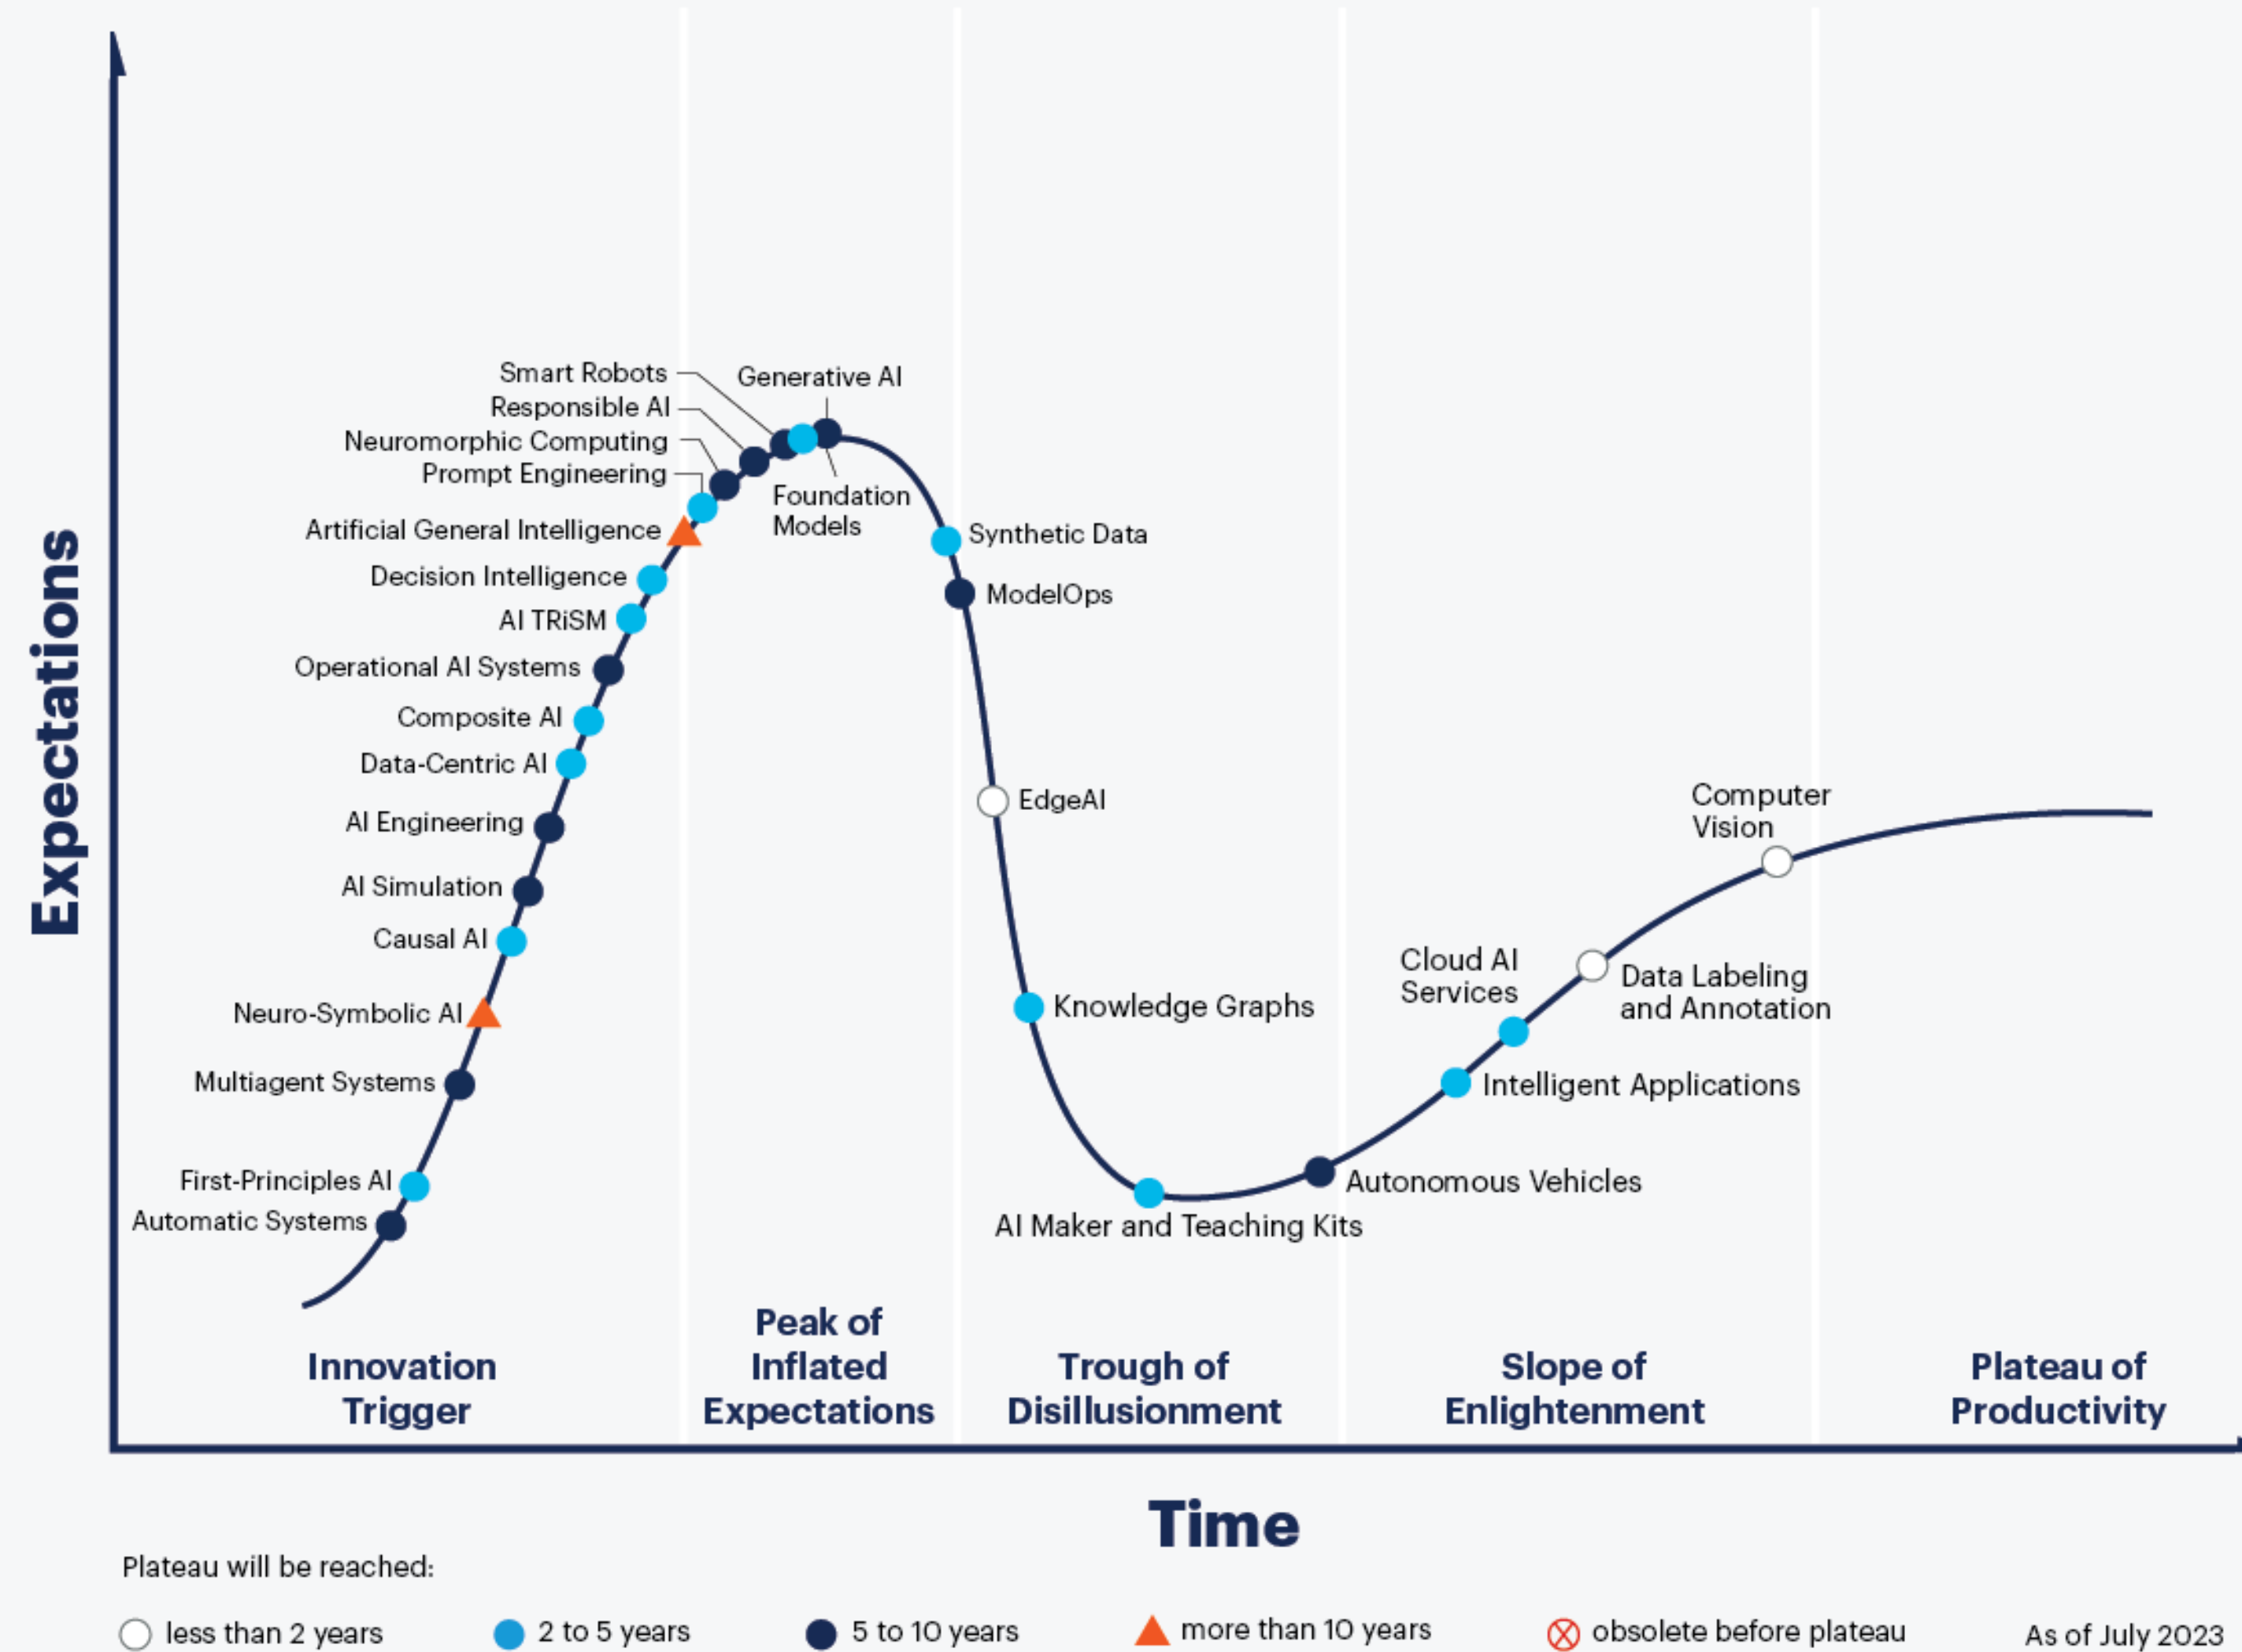 Expectations
Smart Robots
Generative AI
Responsible AI
Neuromorphic Computing
Prompt Engineering
Foundation
Models
Artificial General Intelligence
Decision Intelligence
AI TRiSM
Operational AI Systems
Composite AI
Data-Centric AI
AI Engineering
AI Simulation
Causal AI
Neuro-Symbolic AI
Multiagent Systems
First-Principles AI
Automatic Systems
Synthetic Data
ModelOps
EdgeAI
Knowledge Graphs
AI Maker and Teaching Kits
Autonomous Vehicles
Intelligent Applications
Cloud AI
Services
Data Labeling
and Annotation
Computer
Vision
Innovation
Trigger
Peak of
Inflated
Expectations
Trough of
Disillusionment
Slope of
Enlightenment
Plateau of
Productivity
Time
Plateau will be reached:
less than 2 years
2 to 5 years
5 to 10 years
more than 10 years
obsolete before plateau
As of July 2023